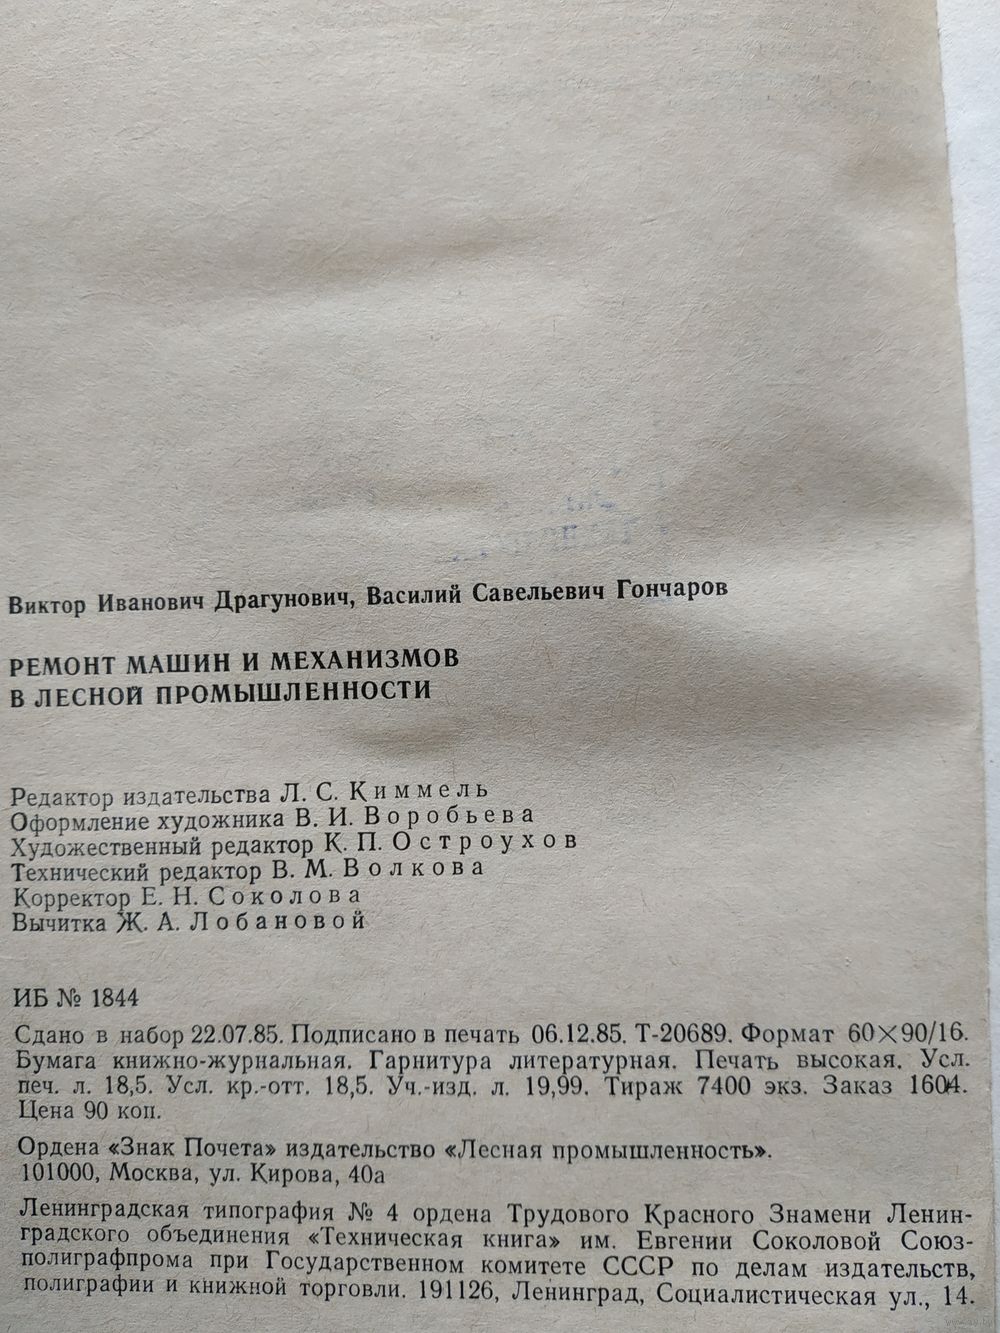 Виктор Иванович Драгунович, Василий Савельевич Гончаров
РЕМОНТ МАШИН И МЕХАНИЗМОВ
В ЛЕСНОЙ ПРОМЫШЛЕННОСТИ
Редактор издательства Л. С. Киммель
Оформление художника В. И. Воробьева
Художественный редактор К. П. Остроухов
Технический редактор В. М. Волкова
Корректор Е. Н. Соколова
Вычитка Ж. А. Лобановой
ИБ № 1844
Сдано в набор 22.07.85. Подписано в печать 06.12.85. Т-20689. Формат 60×90/16.
Бумага книжно-журнальная. Гарнитура литературная. Печать высокая. Усл.
печ. л. 18,5. Усл. кр.-отт. 18,5. Уч.-изд. л. 19,99. Тираж 7400 экз. Заказ 1604.
Цена 90 коп.
Ордена «Знак Почета» издательство «Лесная промышленность».
101000, Москва, ул. Кирова, 40а
Ленинградская типография № 4 ордена Трудового Красного Знамени Ленин-
градского объединения «Техническая книга» им. Евгении Соколовой Союз-
полиграфпрома при Государственном комитете СССР по делам издательств,
полиграфии и книжной торговли. 191126, Ленинград, Социалистическая ул., 14.